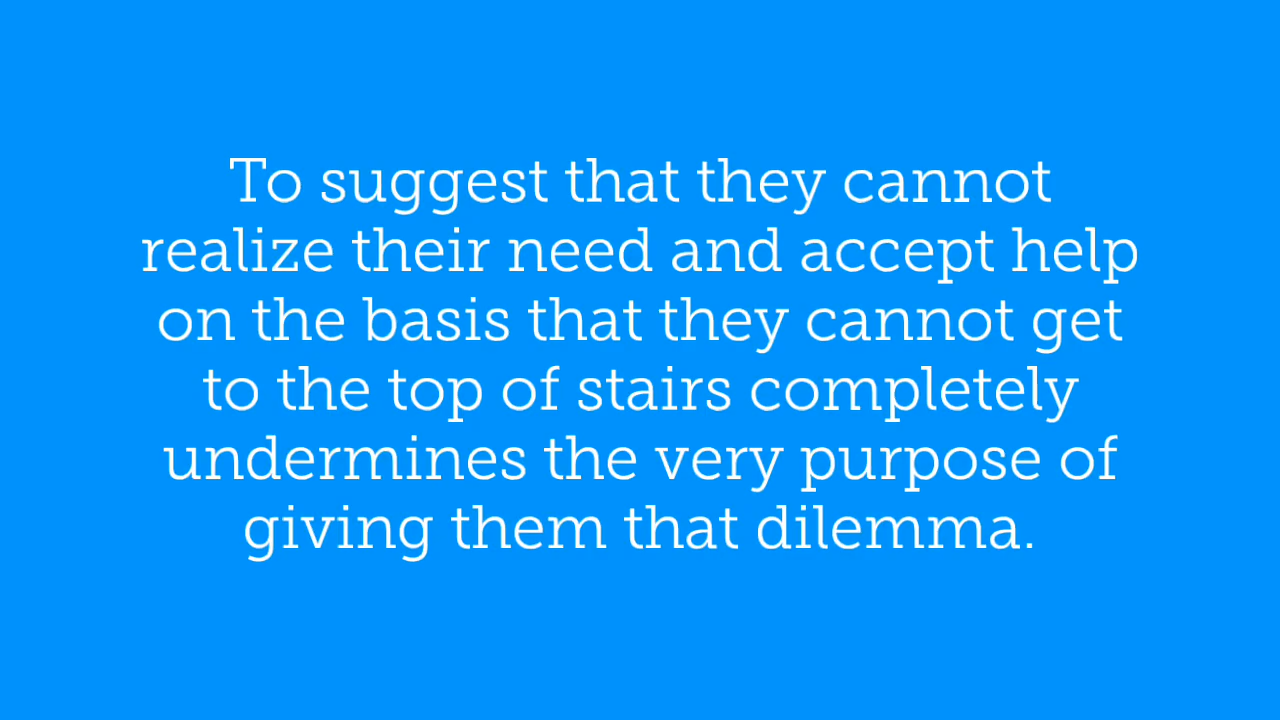 To suggest that they cannot
realize their need and accept help
on the basis that they cannot get
to the top of stairs completely
undermines the very purpose of
giving them that dilemma.